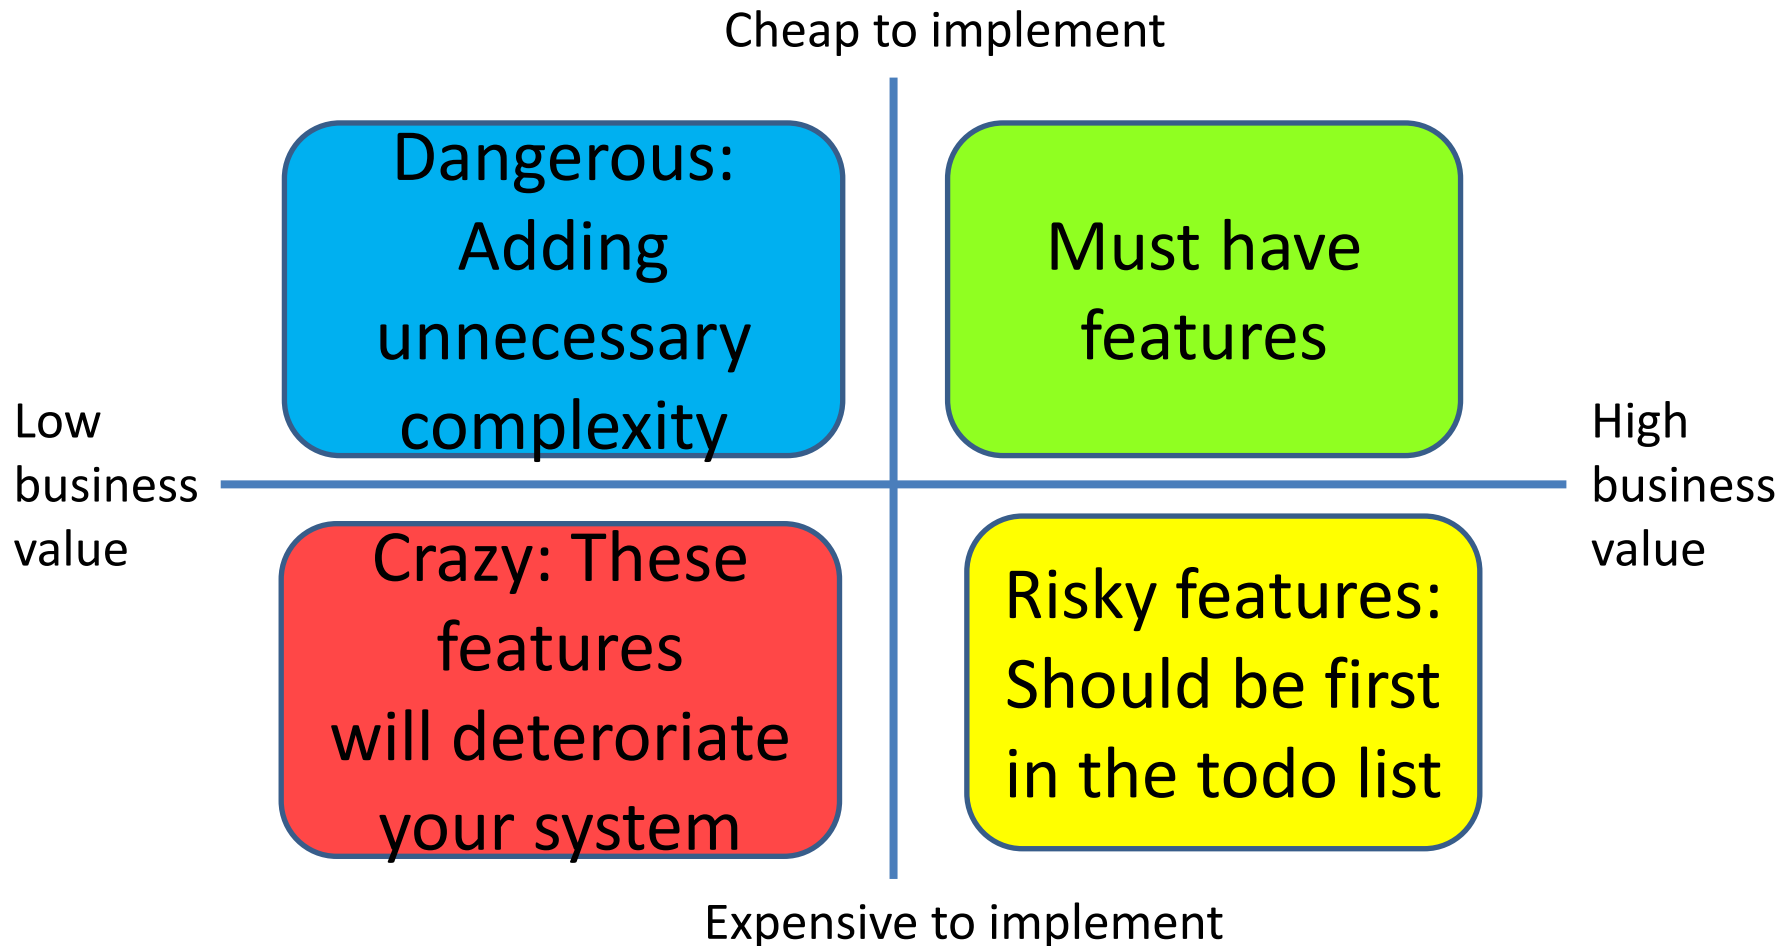 Cheap to implement
Dangerous:
Adding
unnecessary
complexity
Must have
features
Low
business
value
High
business
value
Crazy: These
features
will deteroriate
your system
Risky features:
Should be first
in the todo list
Expensive to implement